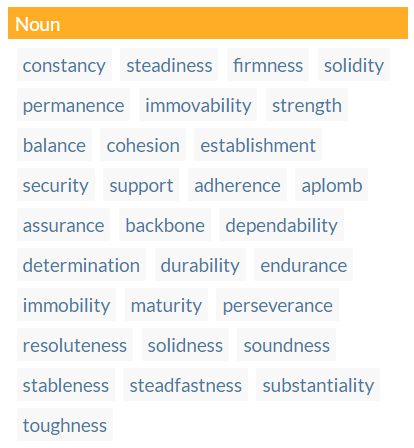 Noun
constancy steadiness firmness solidity
permanence immovability strength
balance cohesion establishment
security support adherence aplomb
assurance backbone dependability
determination durability endurance
immobility maturity perseverance
resoluteness solidness soundness
stableness steadfastness substantiality
toughness